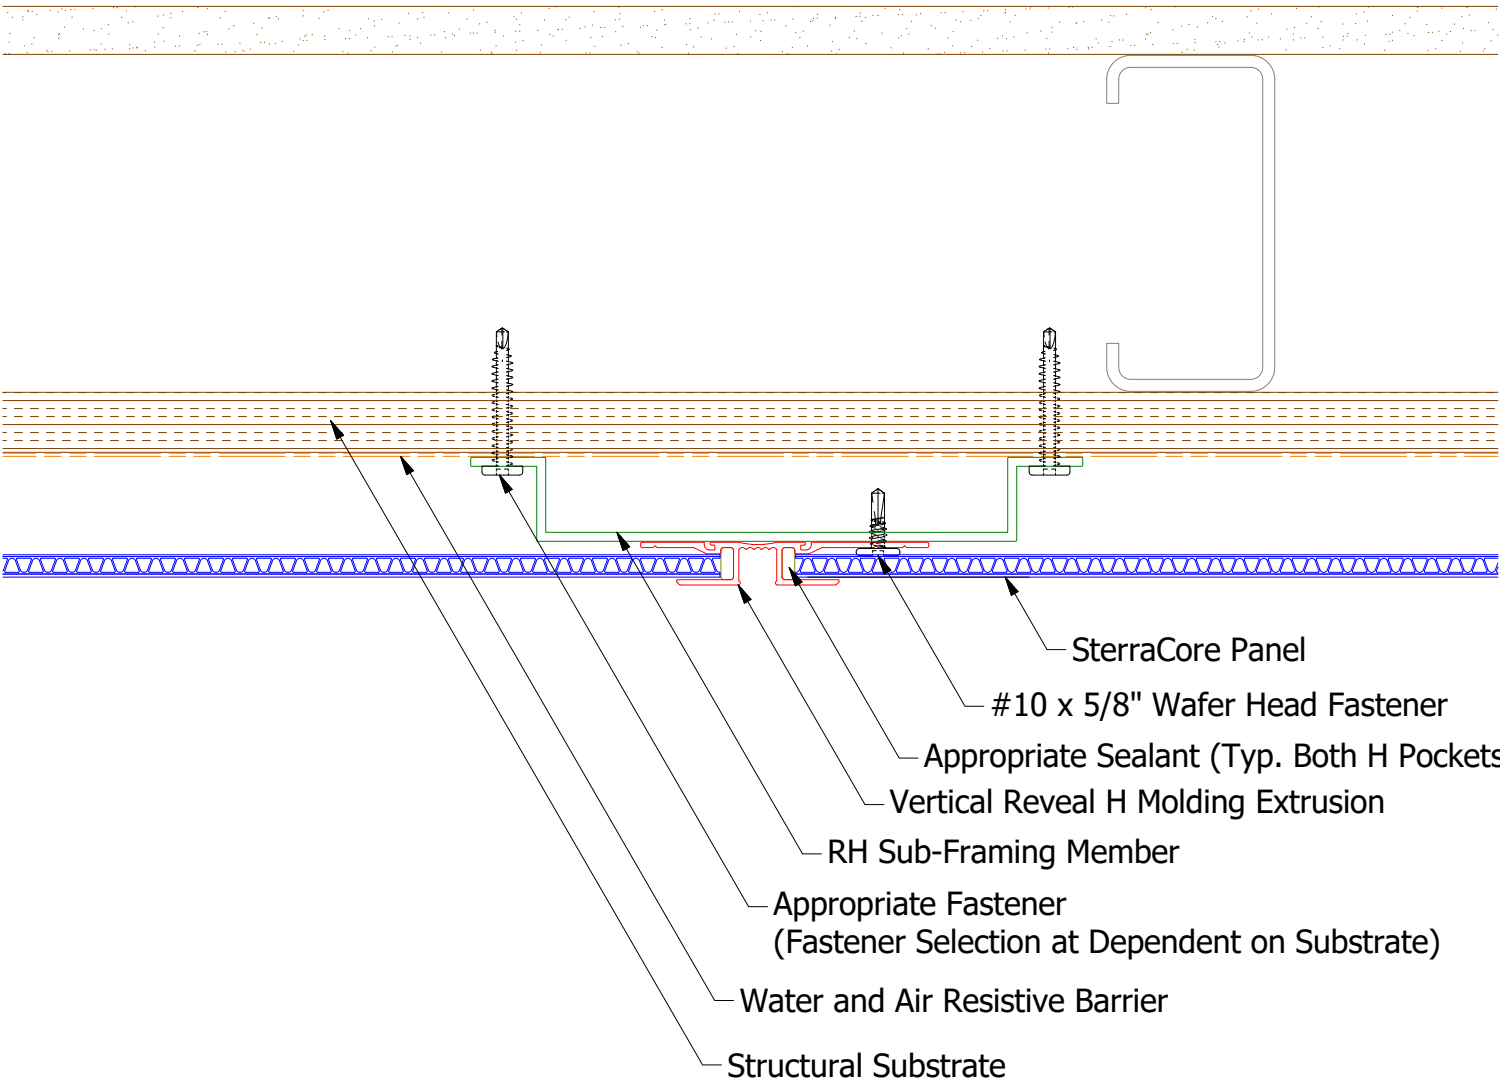 SterraCore Panel
#10 x 5/8" Wafer Head Fastener
Appropriate Sealant (Typ. Both H Pockets
Vertical Reveal H Molding Extrusion
RH Sub-Framing Member
Appropriate Fastener
(Fastener Selection at Dependent on Substrate)
Water and Air Resistive Barrier
Structural Substrate